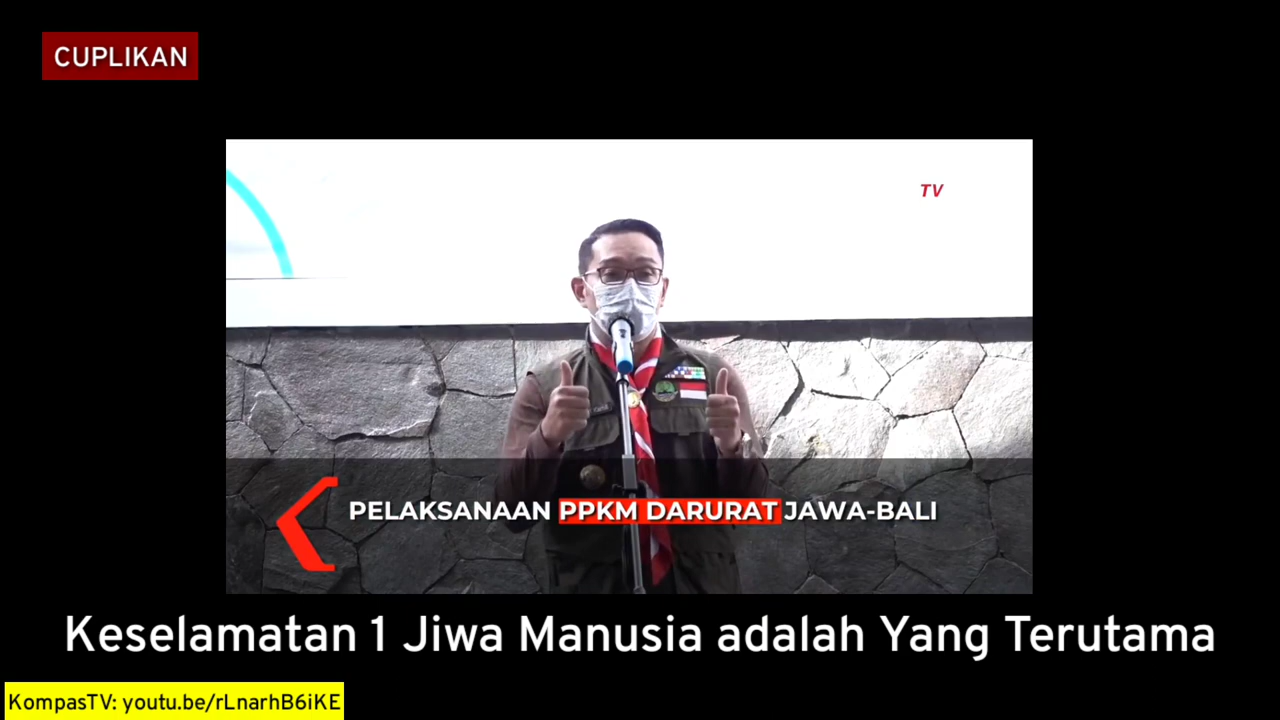 CUPLIKAN
TV
PELAKSANAAN PPKM DARURAT JAWA-BALI
Keselamatan 1 Jiwa Manusia adalah Yang Terutama
KompasTV: youtu.be/rLnarhB6iKE